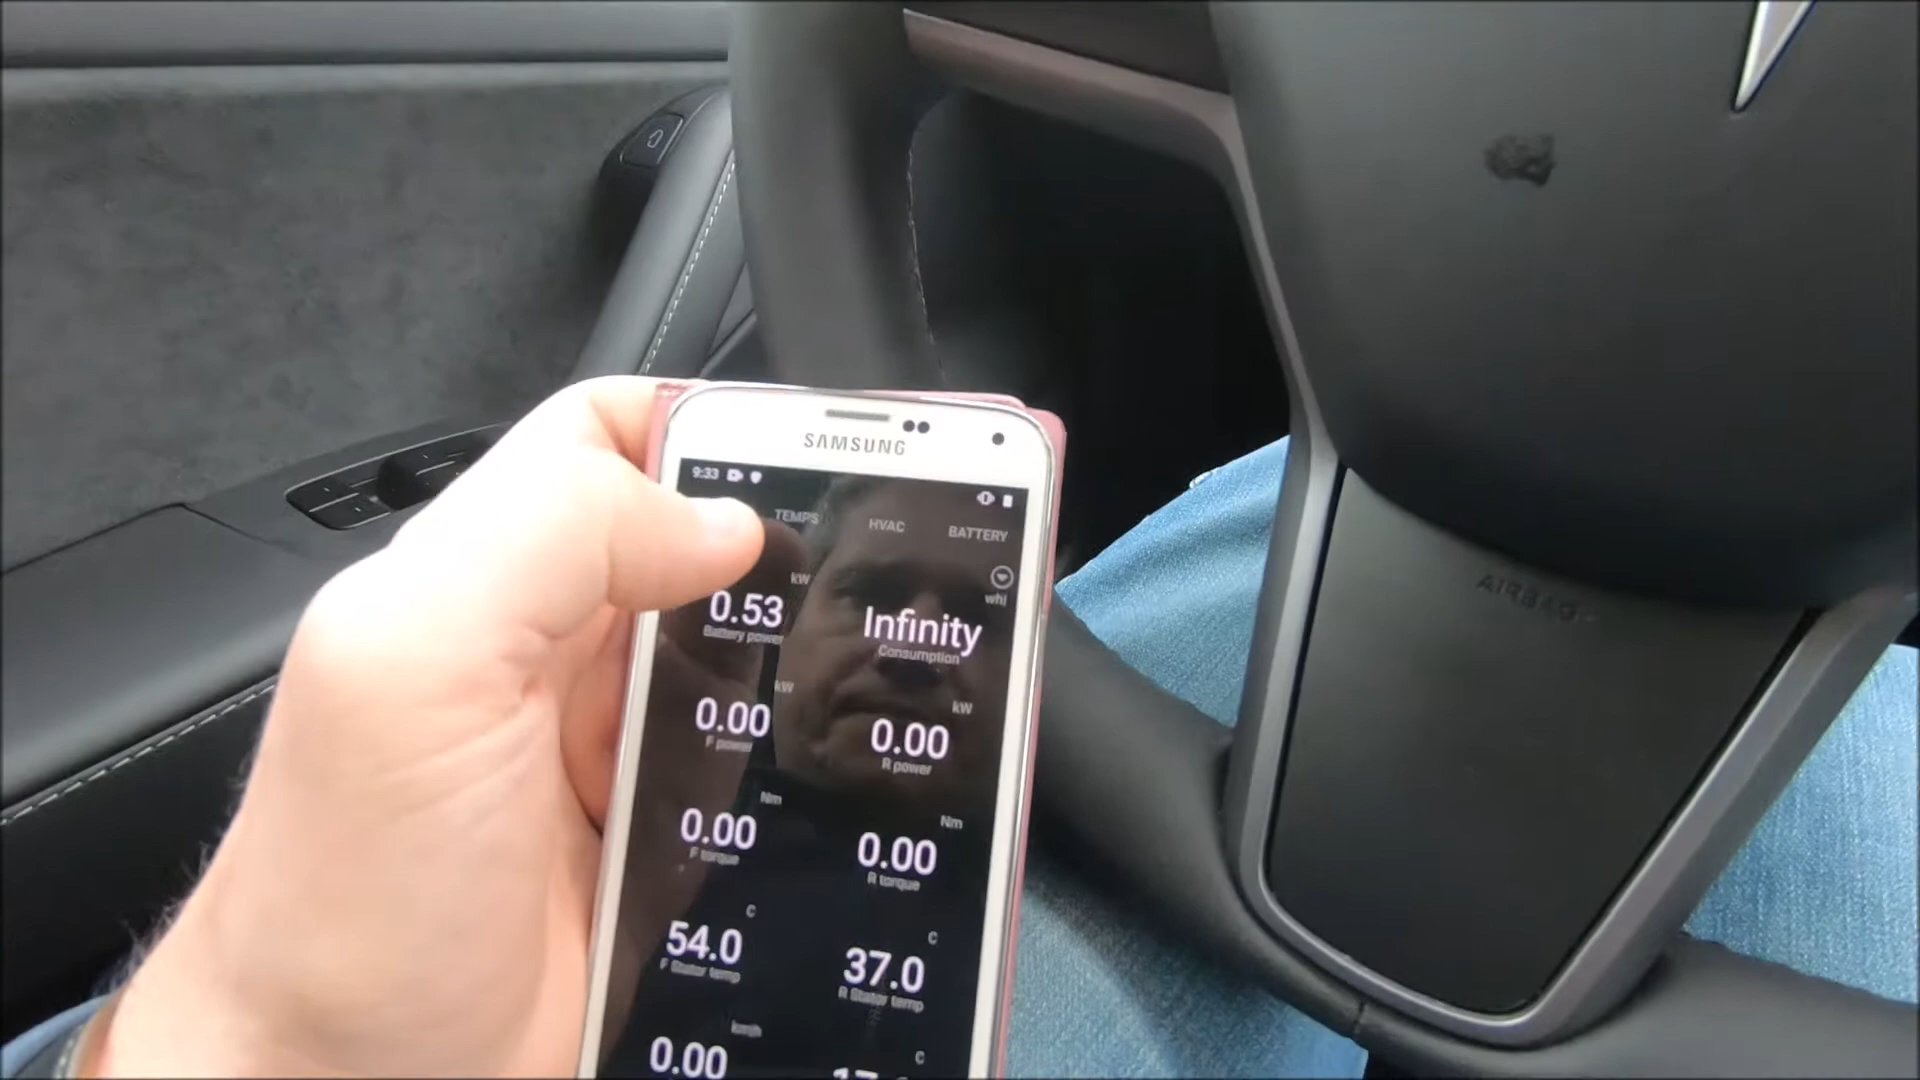 SAMSUNG
9:33
TEMPS HVAC BATTERY
kW
0.53 Infinity
Battery power Consumption
kW kW
0.00 0.00
F power R power
Nm Nm
0.00 0.00
F torque R torque
C C
54.0 37.0
F Stator temp R Stator temp
km/h C
0.00
AIRBAG